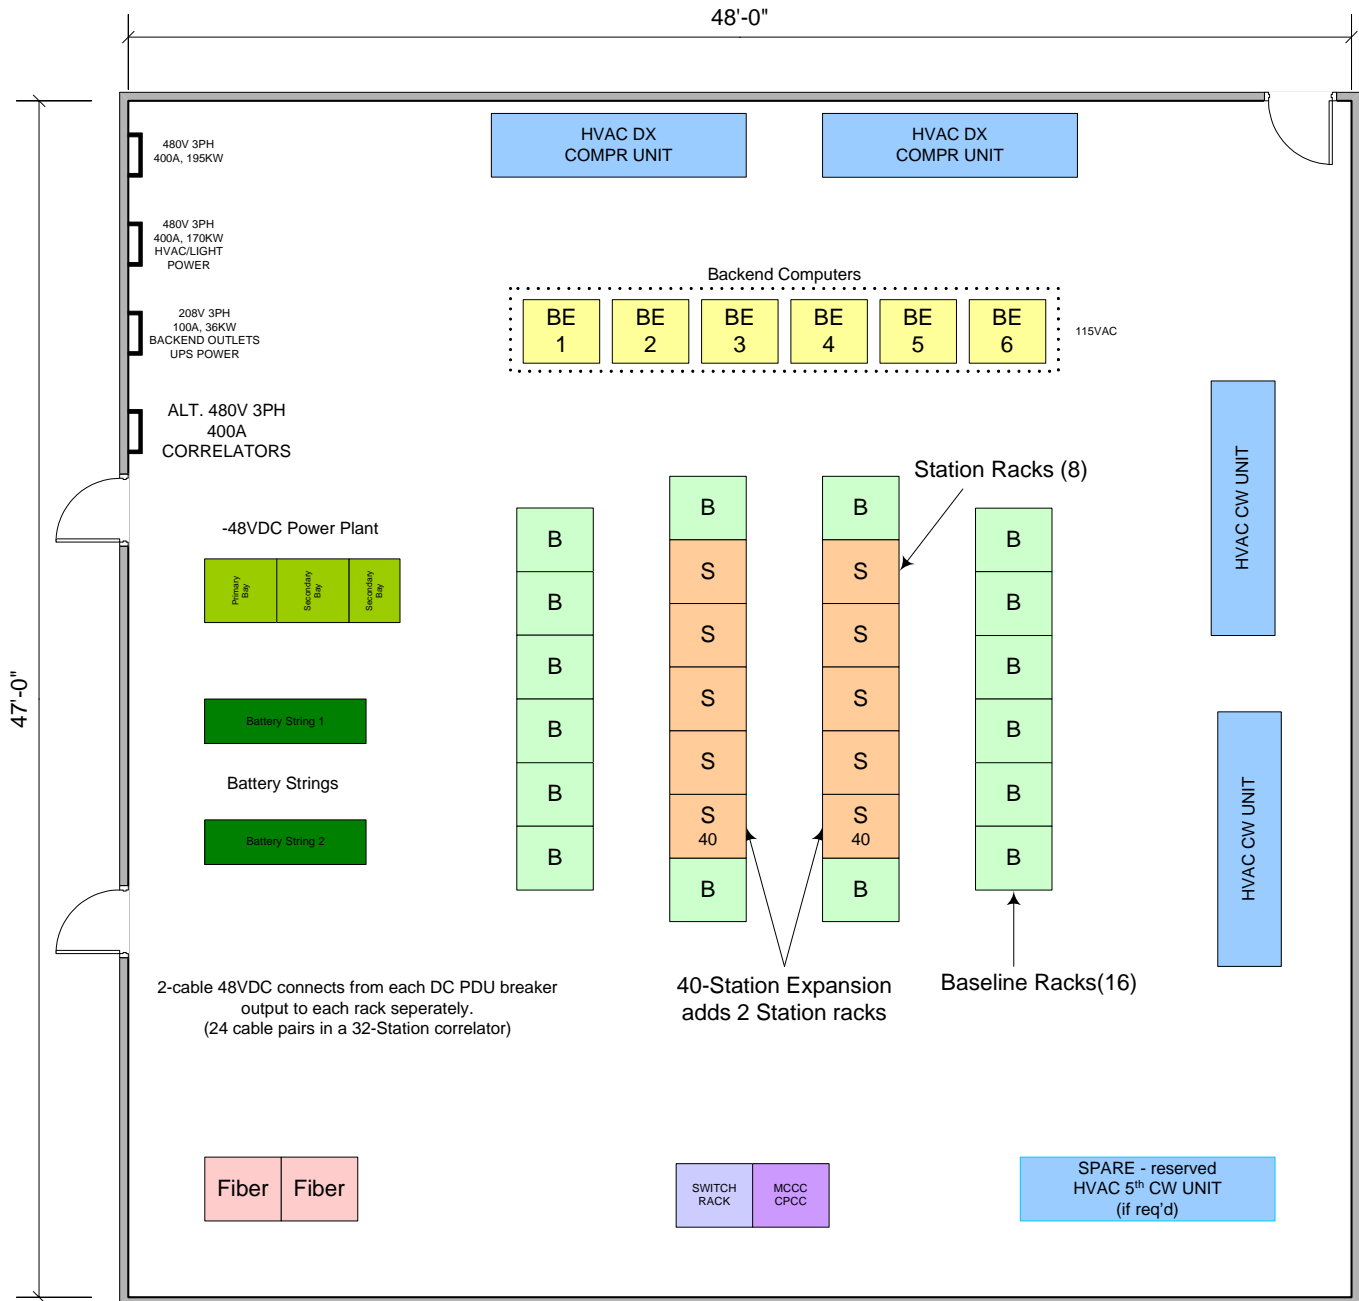 48'-0"
47'-0"
480V 3PH
400A, 195KW
HVAC DX
COMPR UNIT
HVAC DX
COMPR UNIT
480V 3PH
400A, 170KW
HVAC/LIGHT
POWER
Backend Computers
208V 3PH
100A, 36KW
BACKEND OUTLETS
UPS POWER
BE
1
BE
2
BE
3
BE
4
BE
5
BE
6
115VAC
ALT. 480V 3PH
400A
CORRELATORS
Station Racks (8)
HVAC CW UNIT
-48VDC Power Plant
Primary
Bay
Secondary
Bay
Secondary
Bay
B
B
B
B
B
B
B
S
S
S
S
S
40
B
B
S
S
S
S
S
40
B
B
B
B
B
B
B
Battery String 1
Battery Strings
Battery String 2
HVAC CW UNIT
2-cable 48VDC connects from each DC PDU breaker
output to each rack seperately.
(24 cable pairs in a 32-Station correlator)
40-Station Expansion
adds 2 Station racks
Baseline Racks(16)
Fiber
Fiber
SWITCH
RACK
MCCC
CPCC
SPARE - reserved
HVAC 5th CW UNIT
(if req'd)